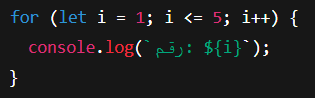 for (let i = 1; i <= 5; i++) {
  console.log(`رقم: ${i}`);
}